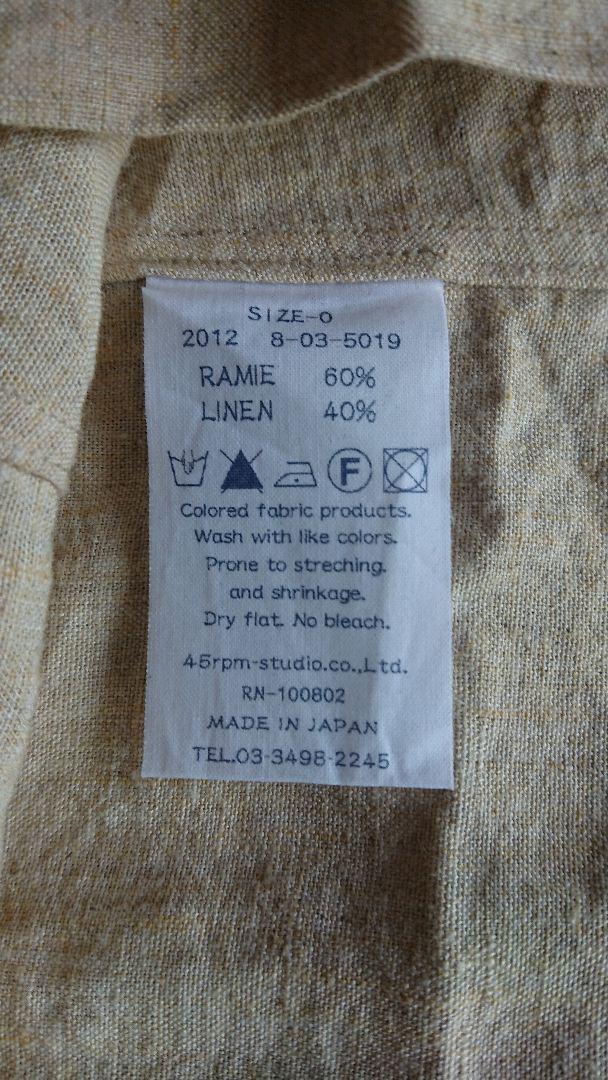 SIZE-0
2012 8-03-5019
RAMIE 60%
LINEN 40%
F
Colored fabric products.
Wash with like colors.
Prone to streching.
and shrinkage.
Dry flat. No bleach.
45rpm-studio.co.,Ltd.
RN-100802
MADE IN JAPAN
TEL.03-3498-2245